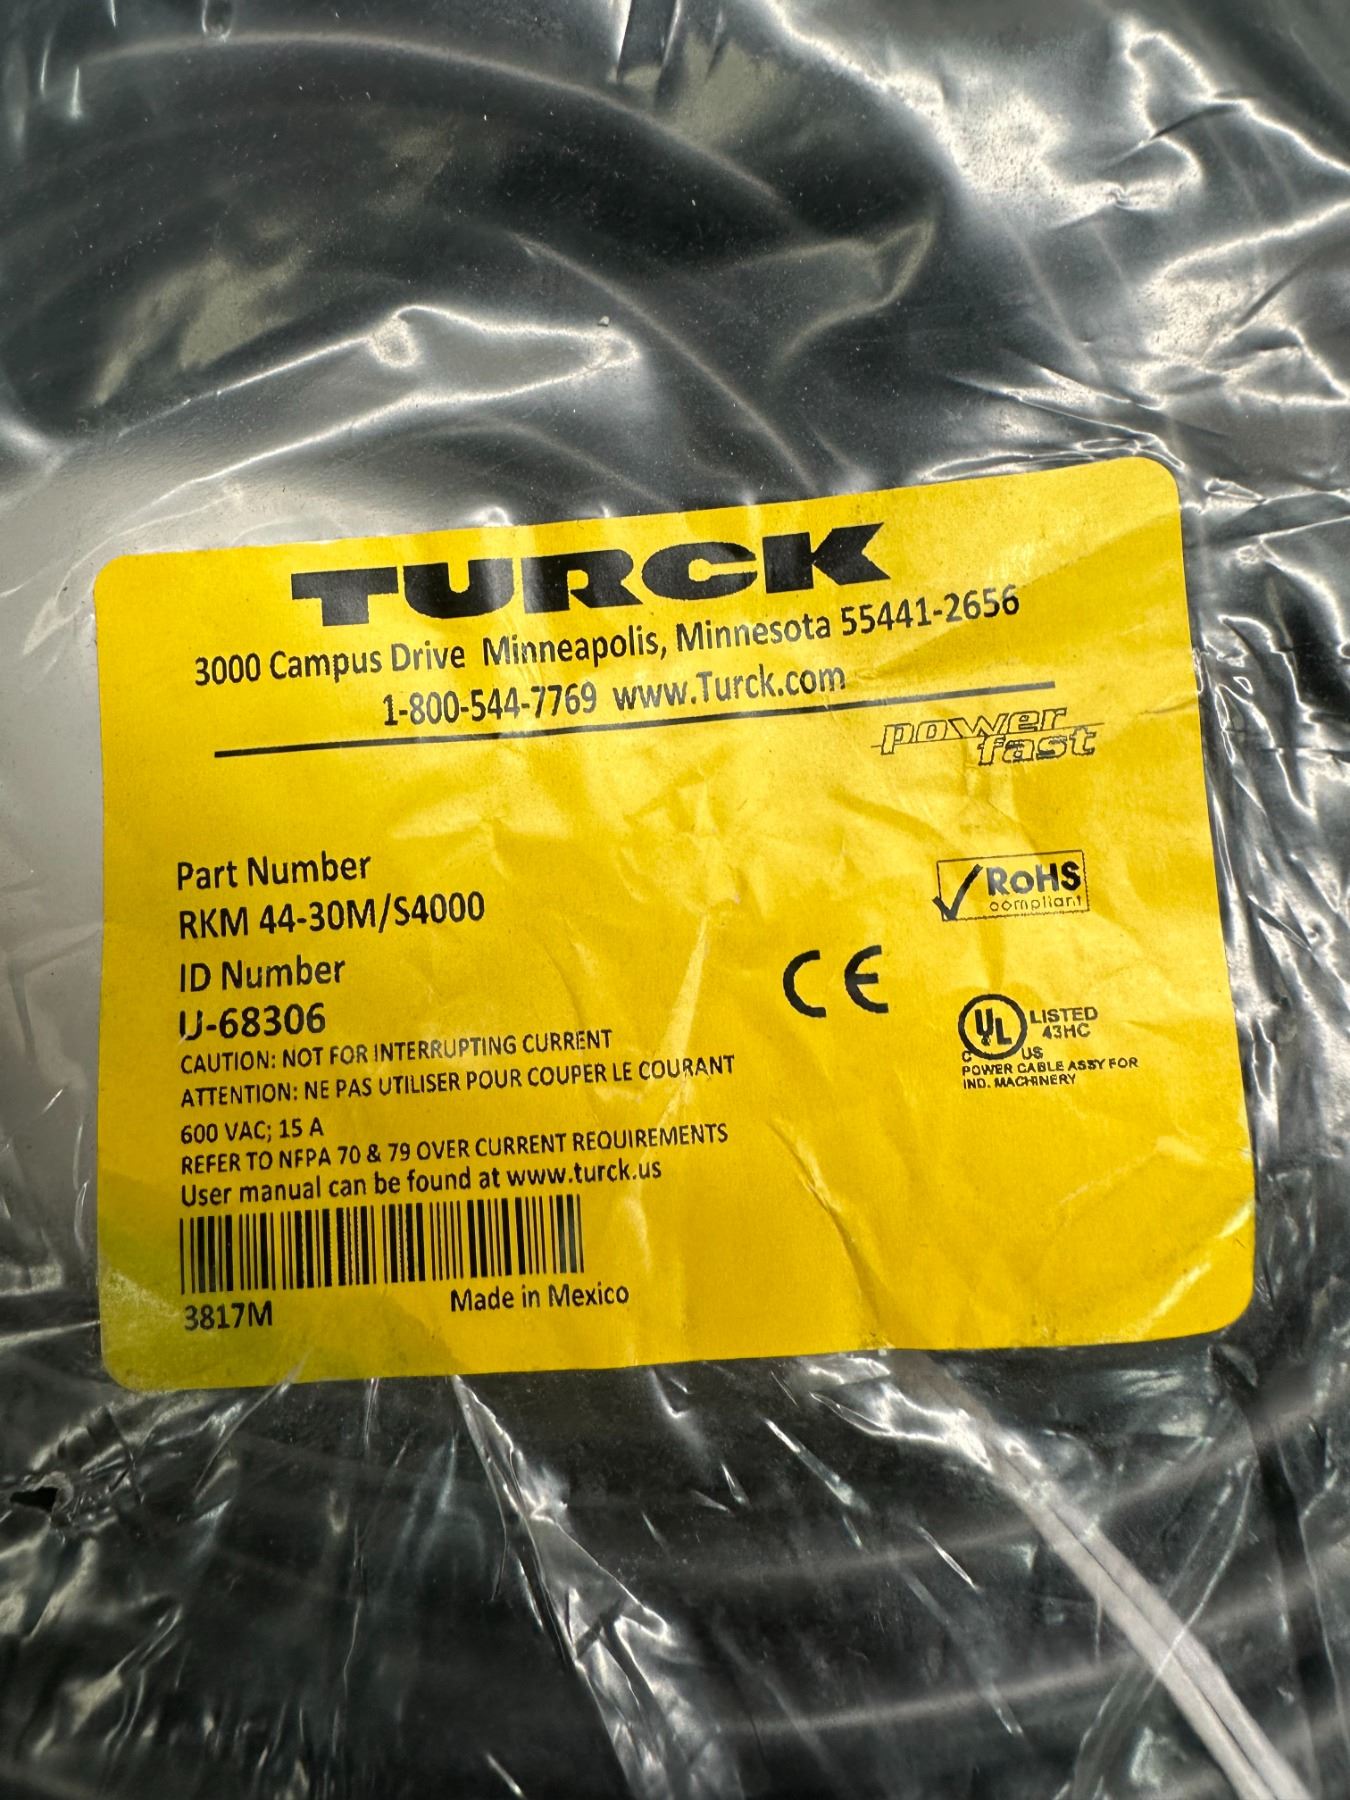 TURCK
3000 Campus Drive Minneapolis, Minnesota 55441-2656
1-800-544-7769 www.Turck.com
power
fast
Part Number
RKM 44-30M/S4000
RoHS
compliant
ID Number
U-68306
CE
UL LISTED
43HC
C US
POWER CABLE ASSY FOR
IND. MACHINERY
CAUTION: NOT FOR INTERRUPTING CURRENT
ATTENTION: NE PAS UTILISER POUR COUPER LE COURANT
600 VAC; 15 A
REFER TO NFPA 70 & 79 OVER CURRENT REQUIREMENTS
User manual can be found at www.turck.us
3817M
Made in Mexico